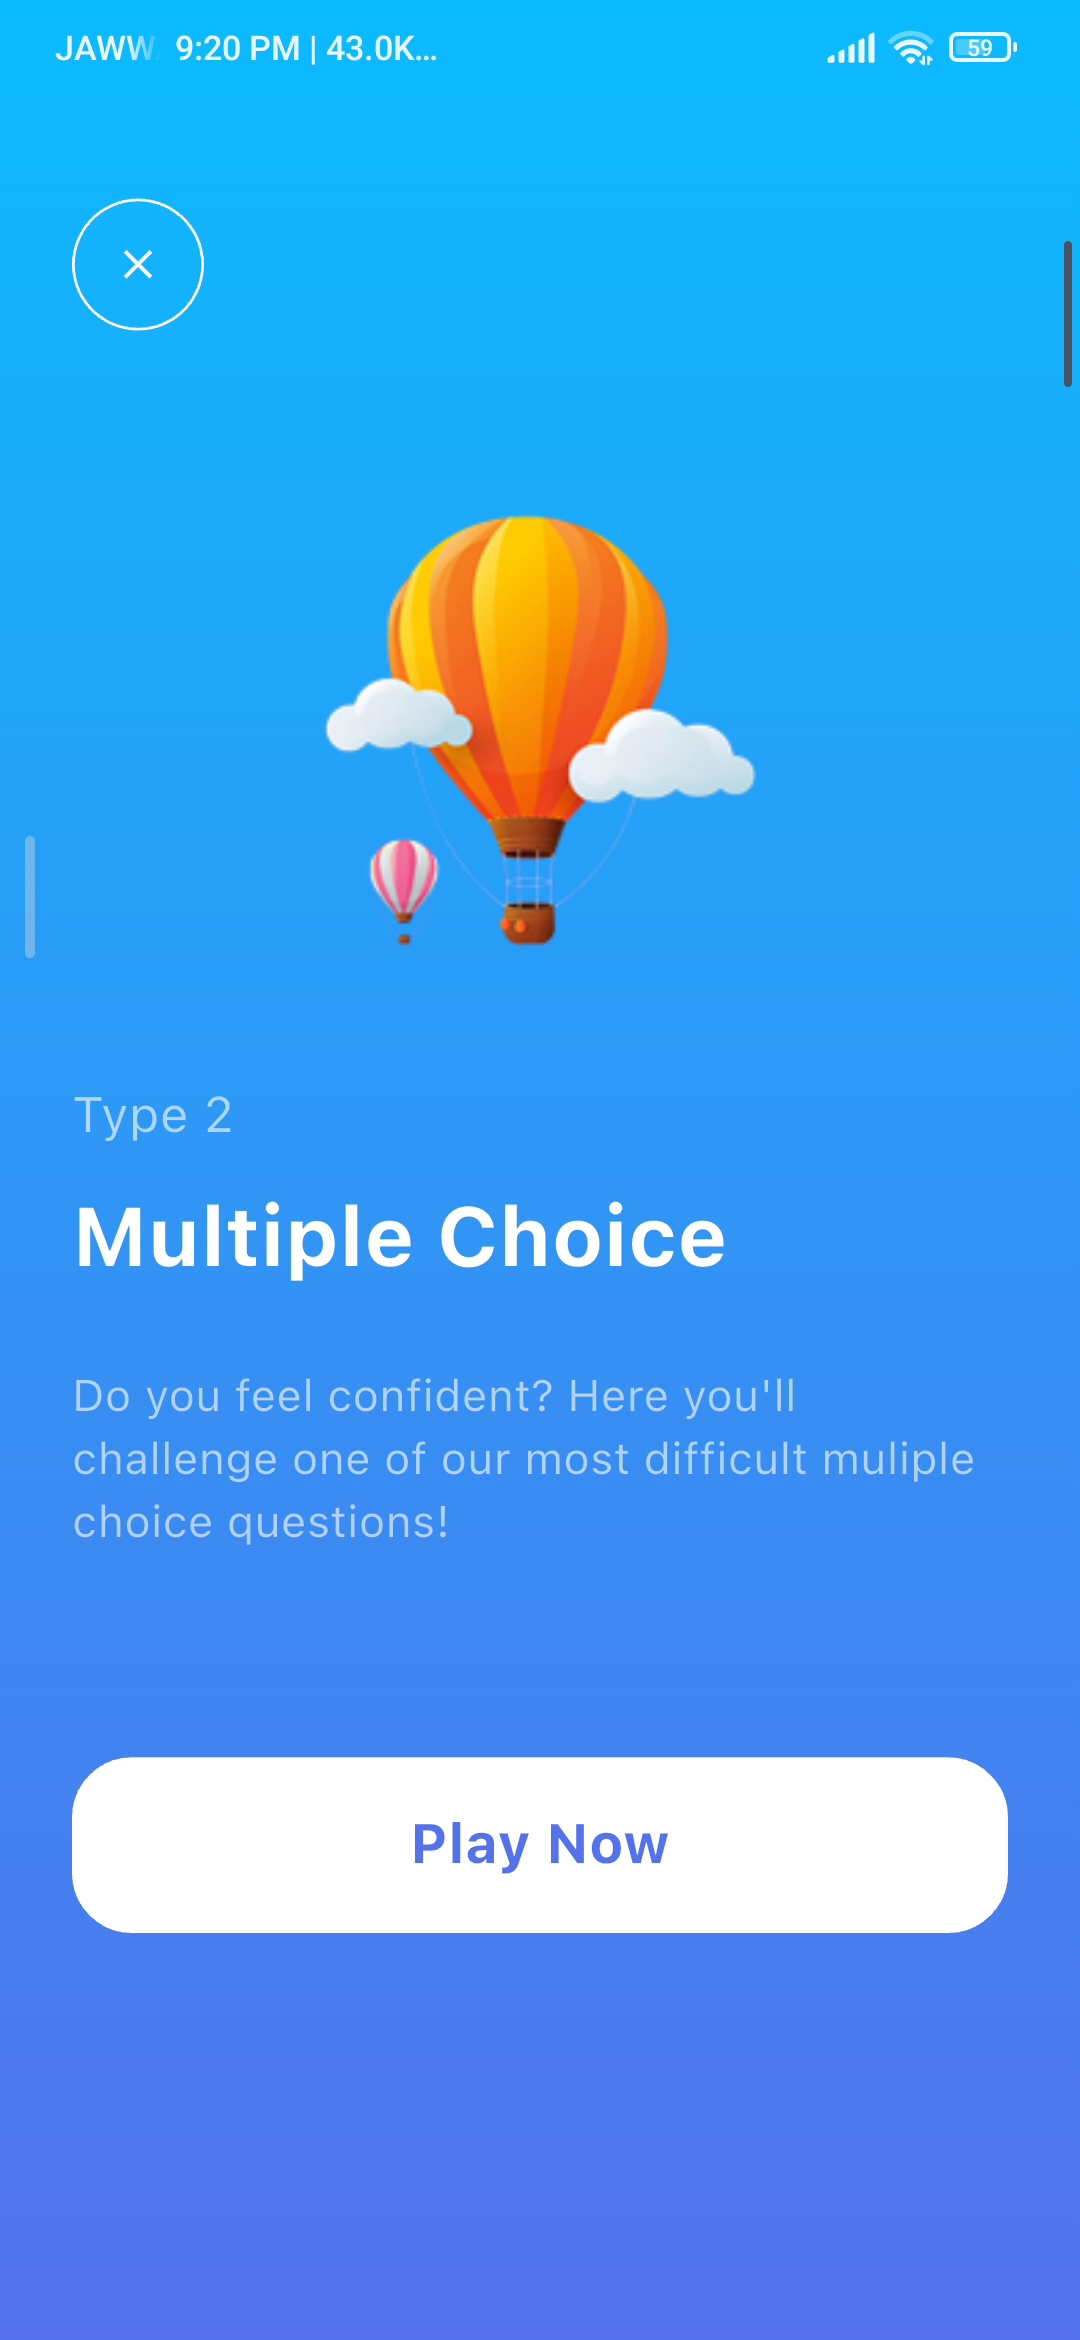 JAWW 9:20 PM | 43.0K... 59
Type 2
Multiple Choice
Do you feel confident? Here you'll
challenge one of our most difficult muliple
choice questions!
Play Now